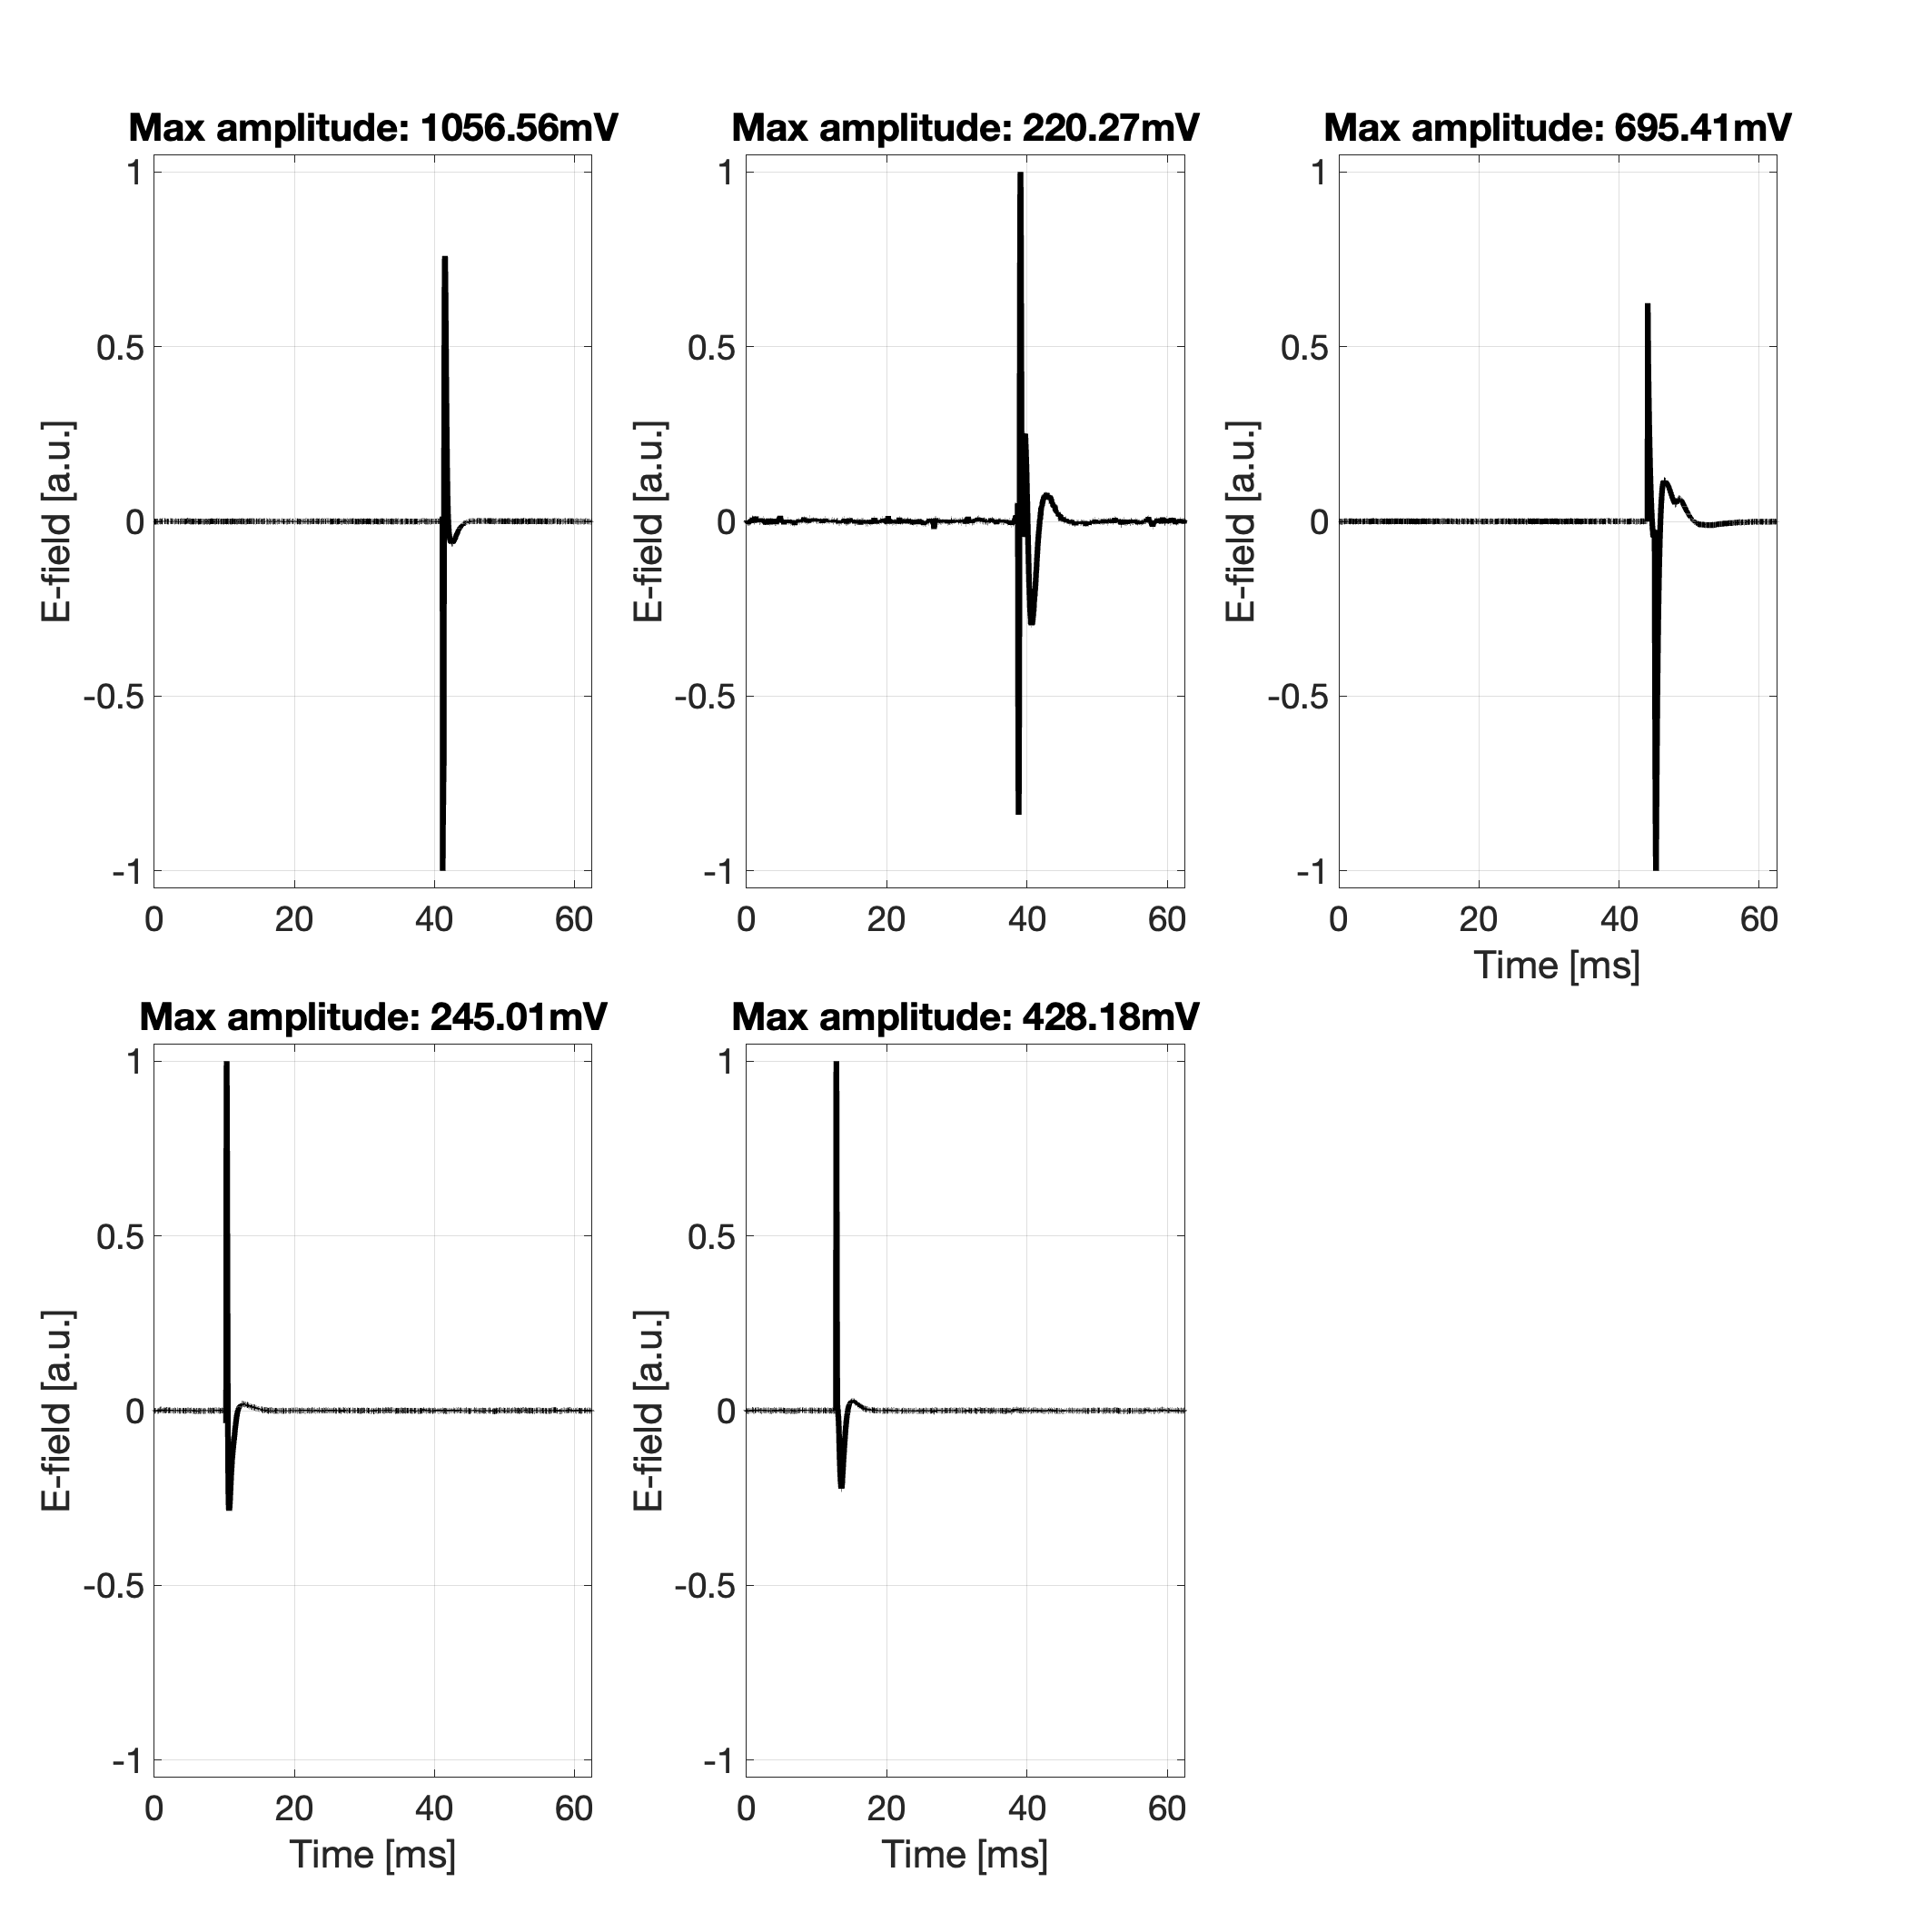 Max amplitude: 1056.56mV
1
0.5
0
-0.5
-1
E-field [a.u.]
0 20 40 60
Max amplitude: 220.27mV
1
0.5
0
-0.5
-1
E-field [a.u.]
0 20 40 60
Max amplitude: 695.41mV
1
0.5
0
-0.5
-1
E-field [a.u.]
0 20 40 60
Time [ms]
Max amplitude: 245.01mV
1
0.5
0
-0.5
-1
E-field [a.u.]
0 20 40 60
Time [ms]
Max amplitude: 428.18mV
1
0.5
0
-0.5
-1
E-field [a.u.]
0 20 40 60
Time [ms]